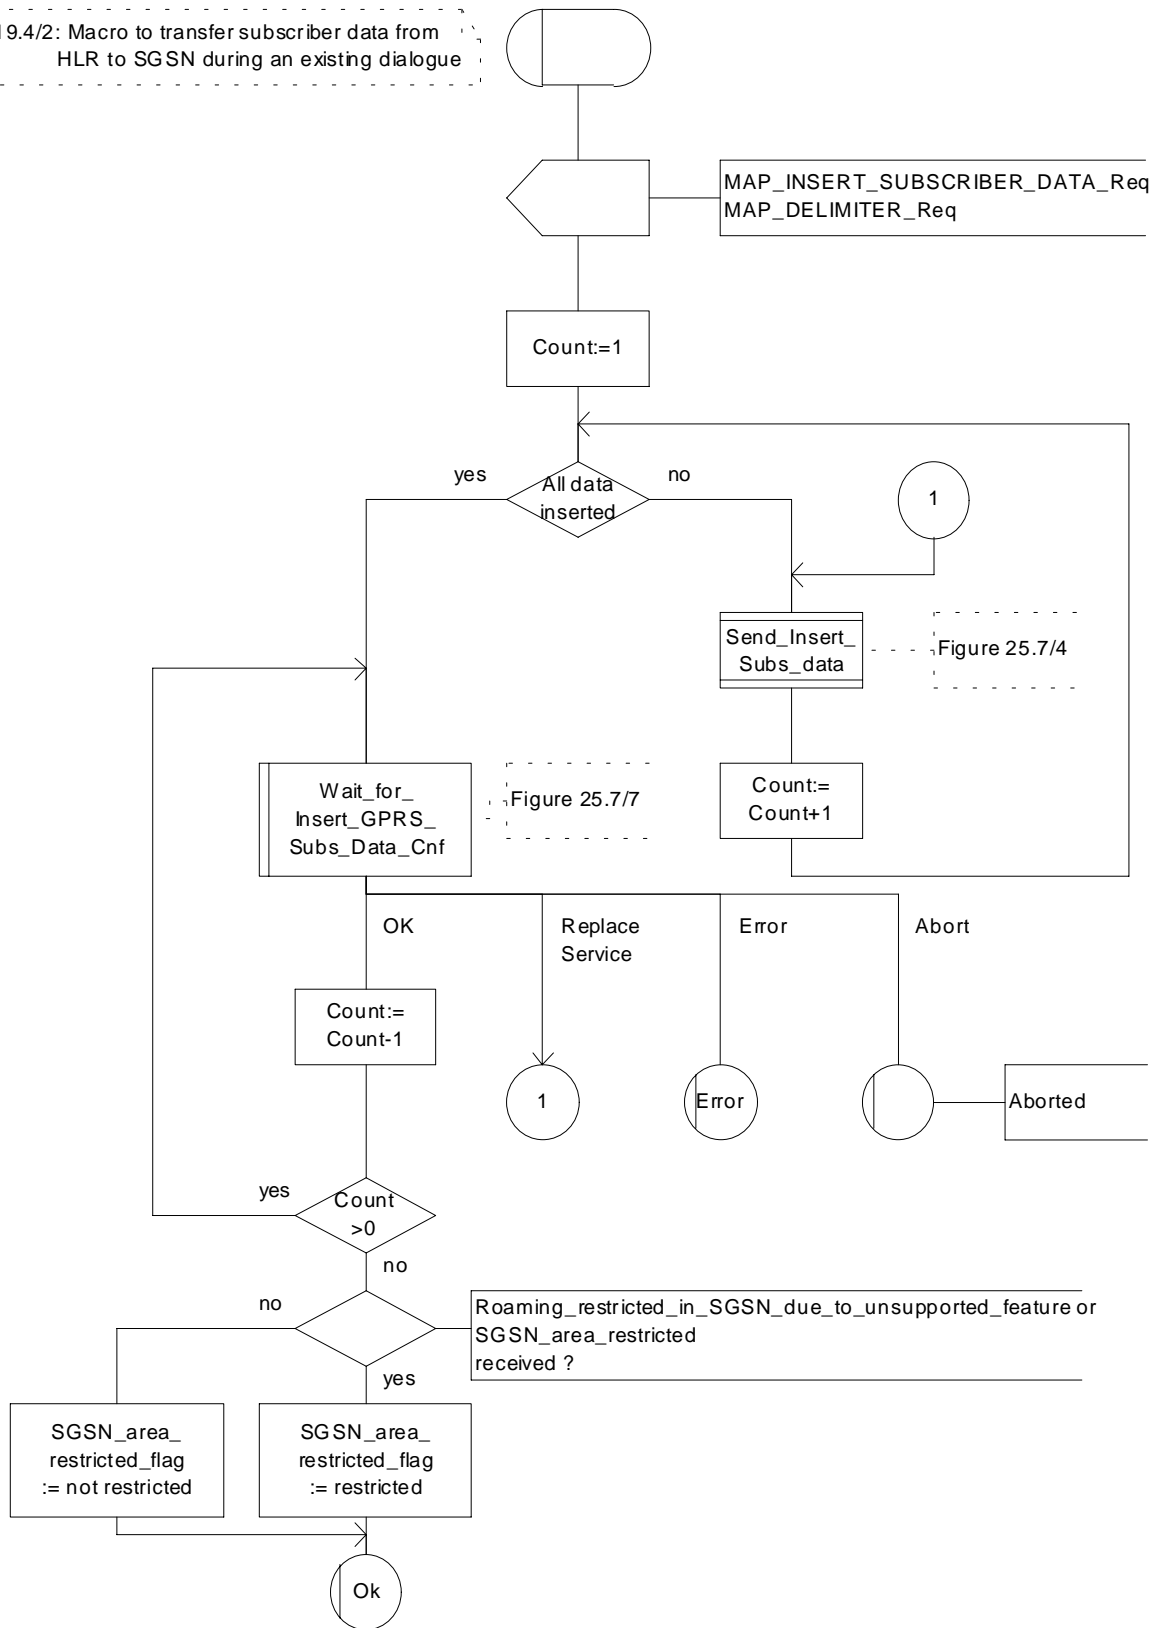 19.4/2: Macro to transfer subscriber data from
HLR to SGSN during an existing dialogue
MAP_INSERT_SUBSCRIBER_DATA_Req
MAP_DELIMITER_Req
Count:=1
yes
All data
inserted
no
1
Send_Insert_
Subs_data
Figure 25.7/4
Wait_for_
Insert_GPRS_
Subs_Data_Cnf
Figure 25.7/7
Count:=
Count+1
OK
Replace
Service
Error
Abort
Count:=
Count-1
1
Error
Aborted
yes
Count
>0
no
no
Roaming_restricted_in_SGSN_due_to_unsupported_feature or
SGSN_area_restricted
received ?
yes
SGSN_area_
restricted_flag
:= not restricted
SGSN_area_
restricted_flag
:= restricted
Ok